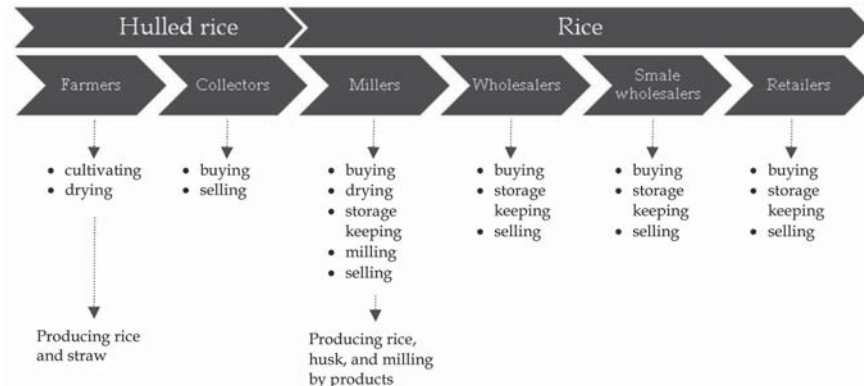 Hulled rice
Rice
Farmers
Collectors
Millers
Wholesalers
Smale
wholesalers
Retailers
• cultivating
• drying
• buying
• selling
• buying
• drying
• storage
keeping
• milling
• selling
• buying
• storage
keeping
• selling
• buying
• storage
keeping
• selling
• buying
• storage
keeping
• selling
Producing rice
and straw
Producing rice,
husk, and milling
by products